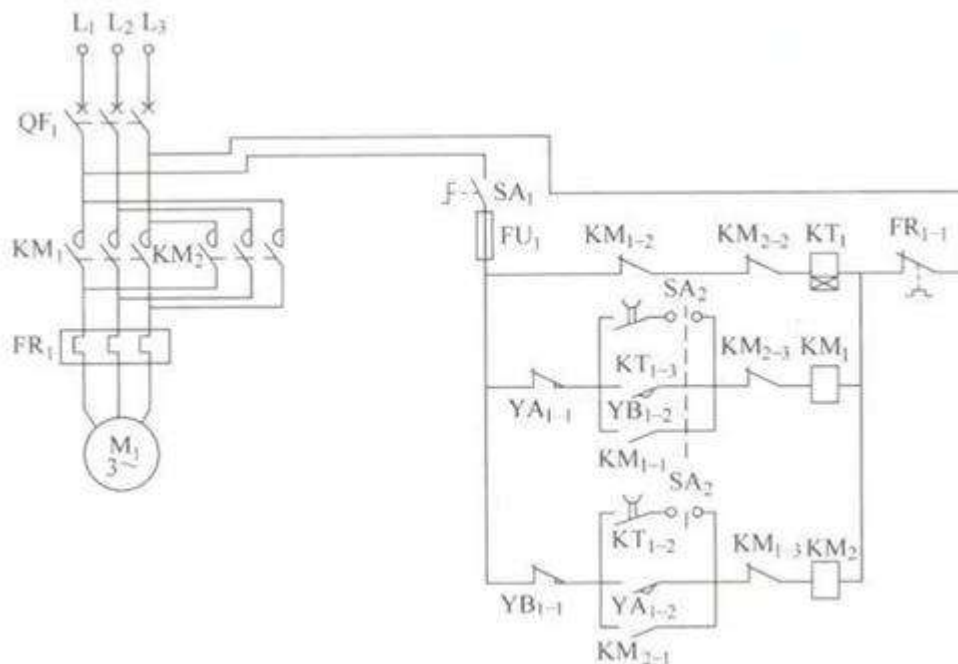 L₁ L₂ L₃
QF₁
SA₁
FU₁
KM₁₋₂ KM₂₋₂ KT₁ FR₁₋₁
KM₁ KM₂
SA₂
FR₁
KT₁₋₃ KM₂₋₃ KM₁
YA₁₋₁ YB₁₋₂
M₁
3~
KM₁₋₁
SA₂
KT₁₋₂ KM₁₋₃ KM₂
YB₁₋₁ YA₁₋₂
KM₂₋₁